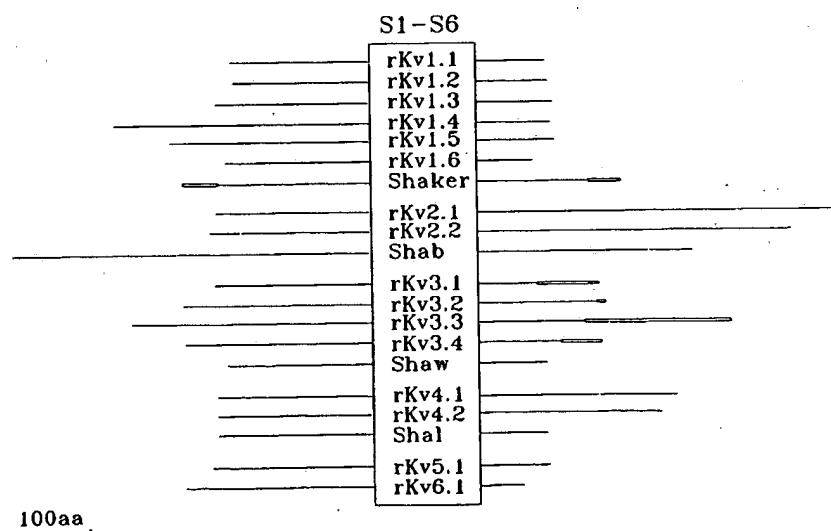 S1-S6
rKv1.1
rKv1.2
rKv1.3
rKv1.4
rKv1.5
rKv1.6
Shaker
rKv2.1
rKv2.2
Shab
rKv3.1
rKv3.2
rKv3.3
rKv3.4
Shaw
rKv4.1
rKv4.2
Shal
rKv5.1
rKv6.1
100aa